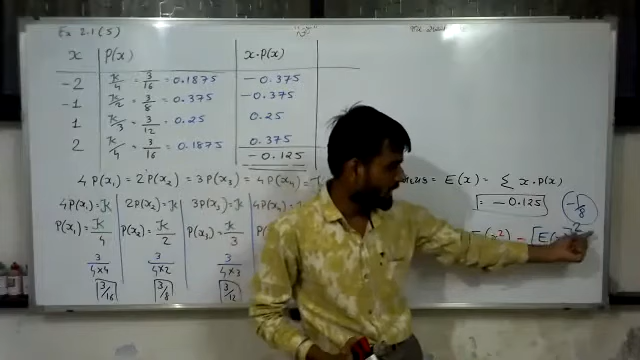 Ex 2.1 (5)
x P(x) x·P(x)
-2 k/4 = 3/16 = 0.1875 -0.375
-1 k/2 = 3/8 = 0.375 -0.375
1 k/3 = 3/12 = 0.25 0.25
2 k/4 = 3/16 = 0.1875 0.375
-0.125
4P(x₁) = 2P(x₂) = 3P(x₃) = 4P(x₄) = k
E(x) = Σ x·P(x)
= -0.125 -1/8
4P(x₁) = k 2P(x₂) = k 3P(x₃) = k
P(x₁) = k/4 P(x₂) = k/2 P(x₃) = k/3
3/4×4 3/4×2 3/4×3
3/16 3/8 3/12